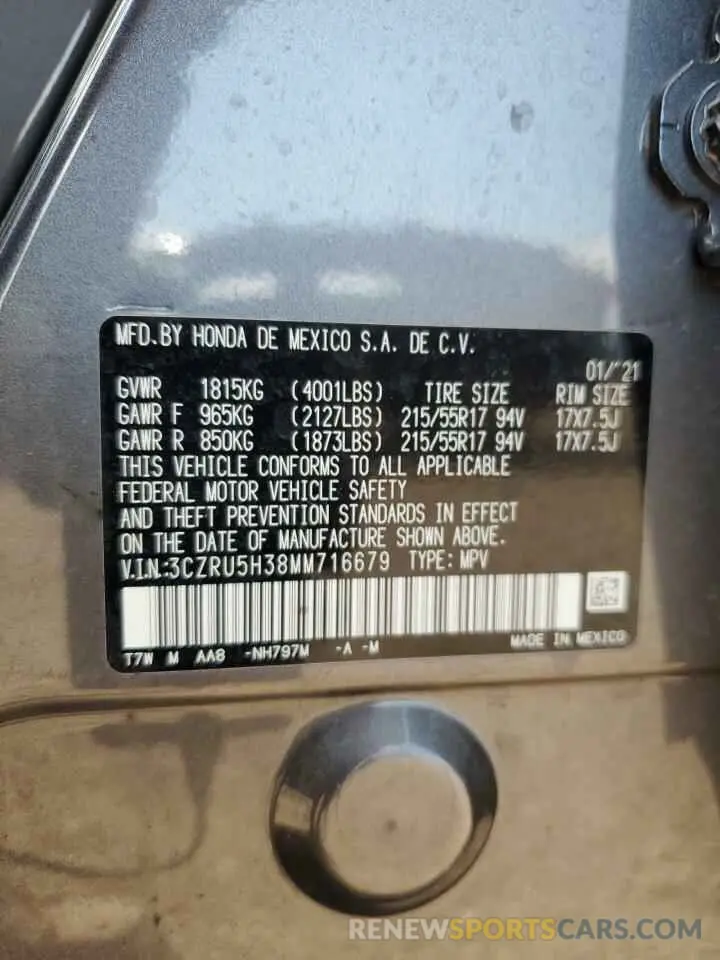 MFD.BY HONDA DE MEXICO S.A. DE C.V.
01/'21
GVWR 1815KG (4001LBS) TIRE SIZE RIM SIZE
GAWR F 965KG (2127LBS) 215/55R17 94V 17X7.5J
GAWR R 850KG (1873LBS) 215/55R17 94V 17X7.5J
THIS VEHICLE CONFORMS TO ALL APPLICABLE
FEDERAL MOTOR VEHICLE SAFETY
AND THEFT PREVENTION STANDARDS IN EFFECT
ON THE DATE OF MANUFACTURE SHOWN ABOVE.
V.I.N.:3CZRU5H38MM716679 TYPE: MPV
T7W M AA8 -NH797M -A -M MADE IN MEXICO
RENEWSPORTSCARS.COM